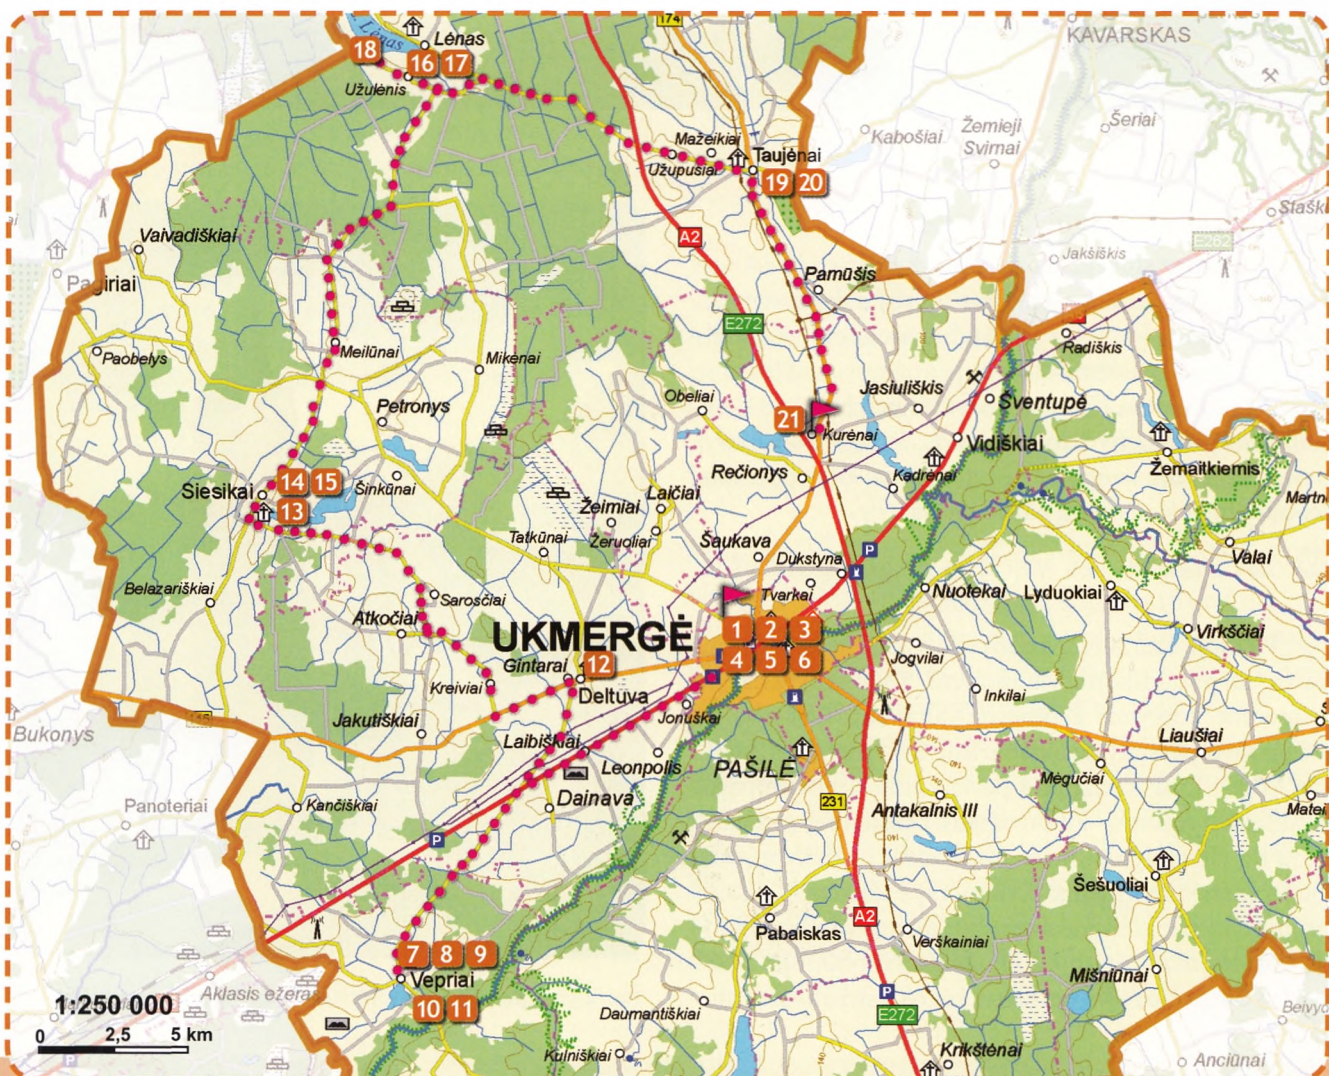 174
KAVARSKAS
L. Lėnas
Lėnas
18
16 17
Užulėnis
Mažeikiai
Užupusiai
Taujėnai
19 20
Kabošiai
Žemieji
Svirnai
Šeriai
Vaivadiškiai
Pagiriai
A2
E262
Jakšiškis
Pamūšis
E272
Paobelys
Meilūnai
Mikėnai
Radiškis
Petronys
Obeliai
Jasiuliškis
Šventupė
21
Kurėnai
Vidiškiai
Siesikai
14 15
13
Šinkūnai
Rečionys
Kadrėnai
Žemaitkiemis
Laičiai
Žeimiai
Žeruoliai
Tatkūnai
Šaukava
Dukstyna
P
Valai
Belazariškiai
Sarosčiai
Tvarkai
Nuotekai
Lyduokiai
Atkočiai
UKMERGĖ
1 2 3
4 5 6
Virkščiai
Gintarai
12
Deltuva
Jogvilai
Kreiviai
Inkilai
Jakutiškiai
Jonuškai
Bukonys
Laibiškiai
Leonpolis
PAŠILĖ
Liaušiai
Mėgučiai
Panoteriai
Kančiškiai
Dainava
231
Antakalnis III
P
Šešuoliai
Pabaiskas
A2
Verškainiai
7 8 9
Vepriai
10 11
Mišniūnai
Aklasis ežeras
1:250 000
0 2,5 5 km
P
Daumantiškiai
P
E272
Kulniškiai
Krikštėnai
Anciūnai